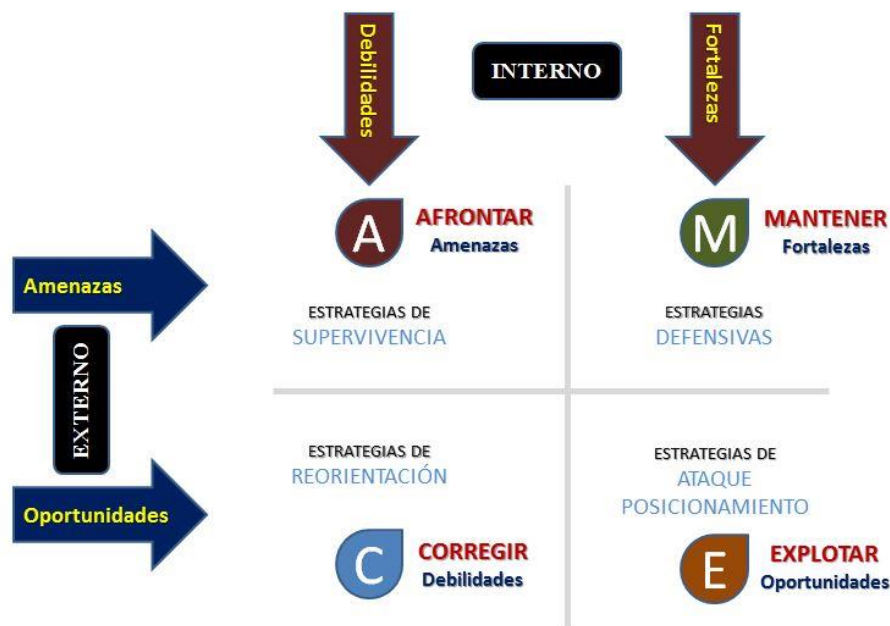 Debilidades
INTERNO
Fortalezas
A
AFRONTAR
Amenazas
M
MANTENER
Fortalezas
Amenazas
ESTRATEGIAS DE
SUPERVIVENCIA
ESTRATEGIAS
DEFENSIVAS
EXTERNO
ESTRATEGIAS DE
REORIENTACIÓN
ESTRATEGIAS DE
ATAQUE
POSICIONAMIENTO
Oportunidades
C
CORREGIR
Debilidades
E
EXPLOTAR
Oportunidades